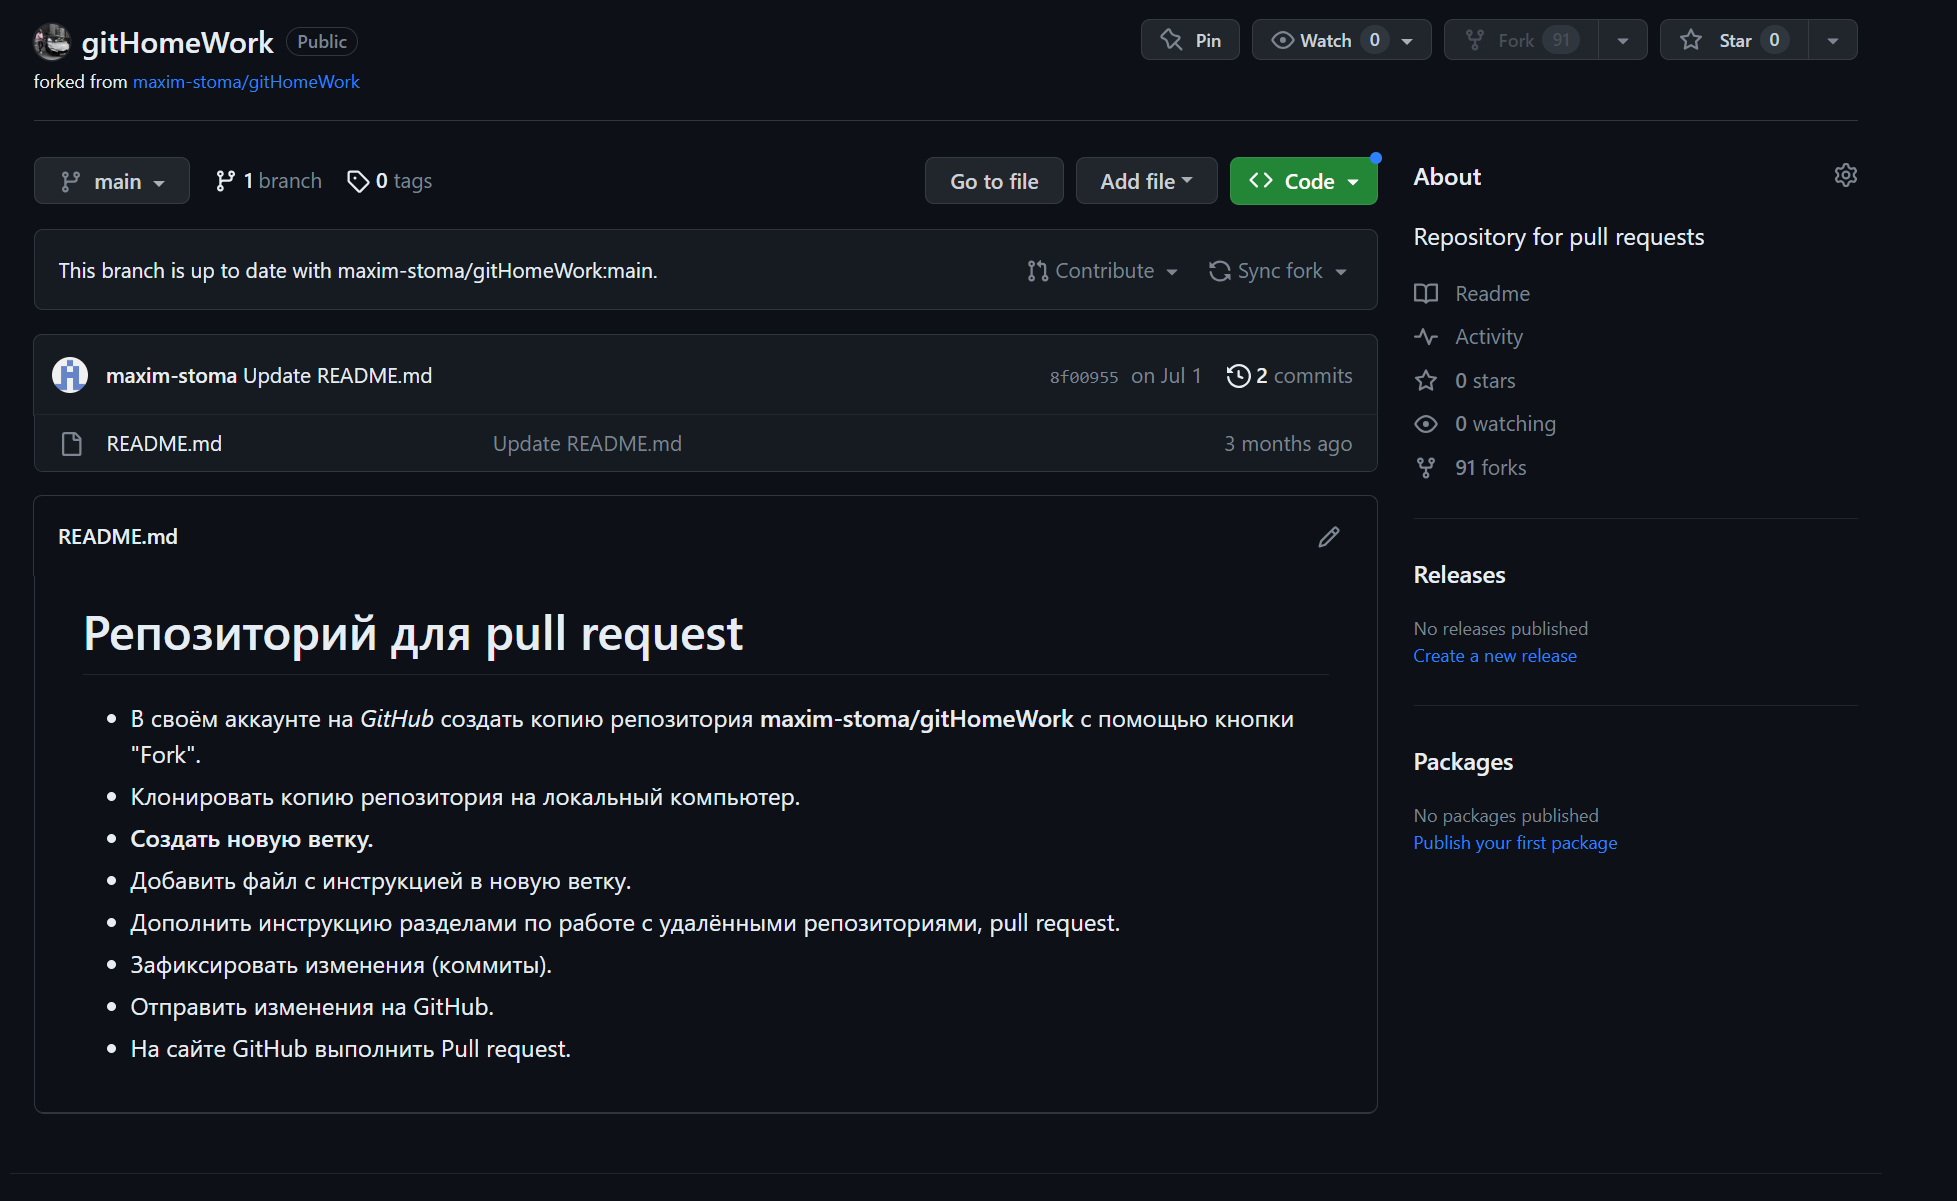 gitHomeWork Public
Pin
Watch 0
Fork 91
Star 0
forked from maxim-stoma/gitHomeWork
main
1 branch
0 tags
Go to file
Add file
Code
This branch is up to date with maxim-stoma/gitHomeWork:main.
Contribute
Sync fork
maxim-stoma Update README.md
8f00955 on Jul 1
2 commits
README.md
Update README.md
3 months ago
README.md
Репозиторий для pull request
В своём аккаунте на GitHub создать копию репозитория maxim-stoma/gitHomeWork с помощью кнопки
"Fork".
Клонировать копию репозитория на локальный компьютер.
Создать новую ветку.
Добавить файл с инструкцией в новую ветку.
Дополнить инструкцию разделами по работе с удалёнными репозиториями, pull request.
Зафиксировать изменения (коммиты).
Отправить изменения на GitHub.
На сайте GitHub выполнить Pull request.
About
Repository for pull requests
Readme
Activity
0 stars
0 watching
91 forks
Releases
No releases published
Create a new release
Packages
No packages published
Publish your first package